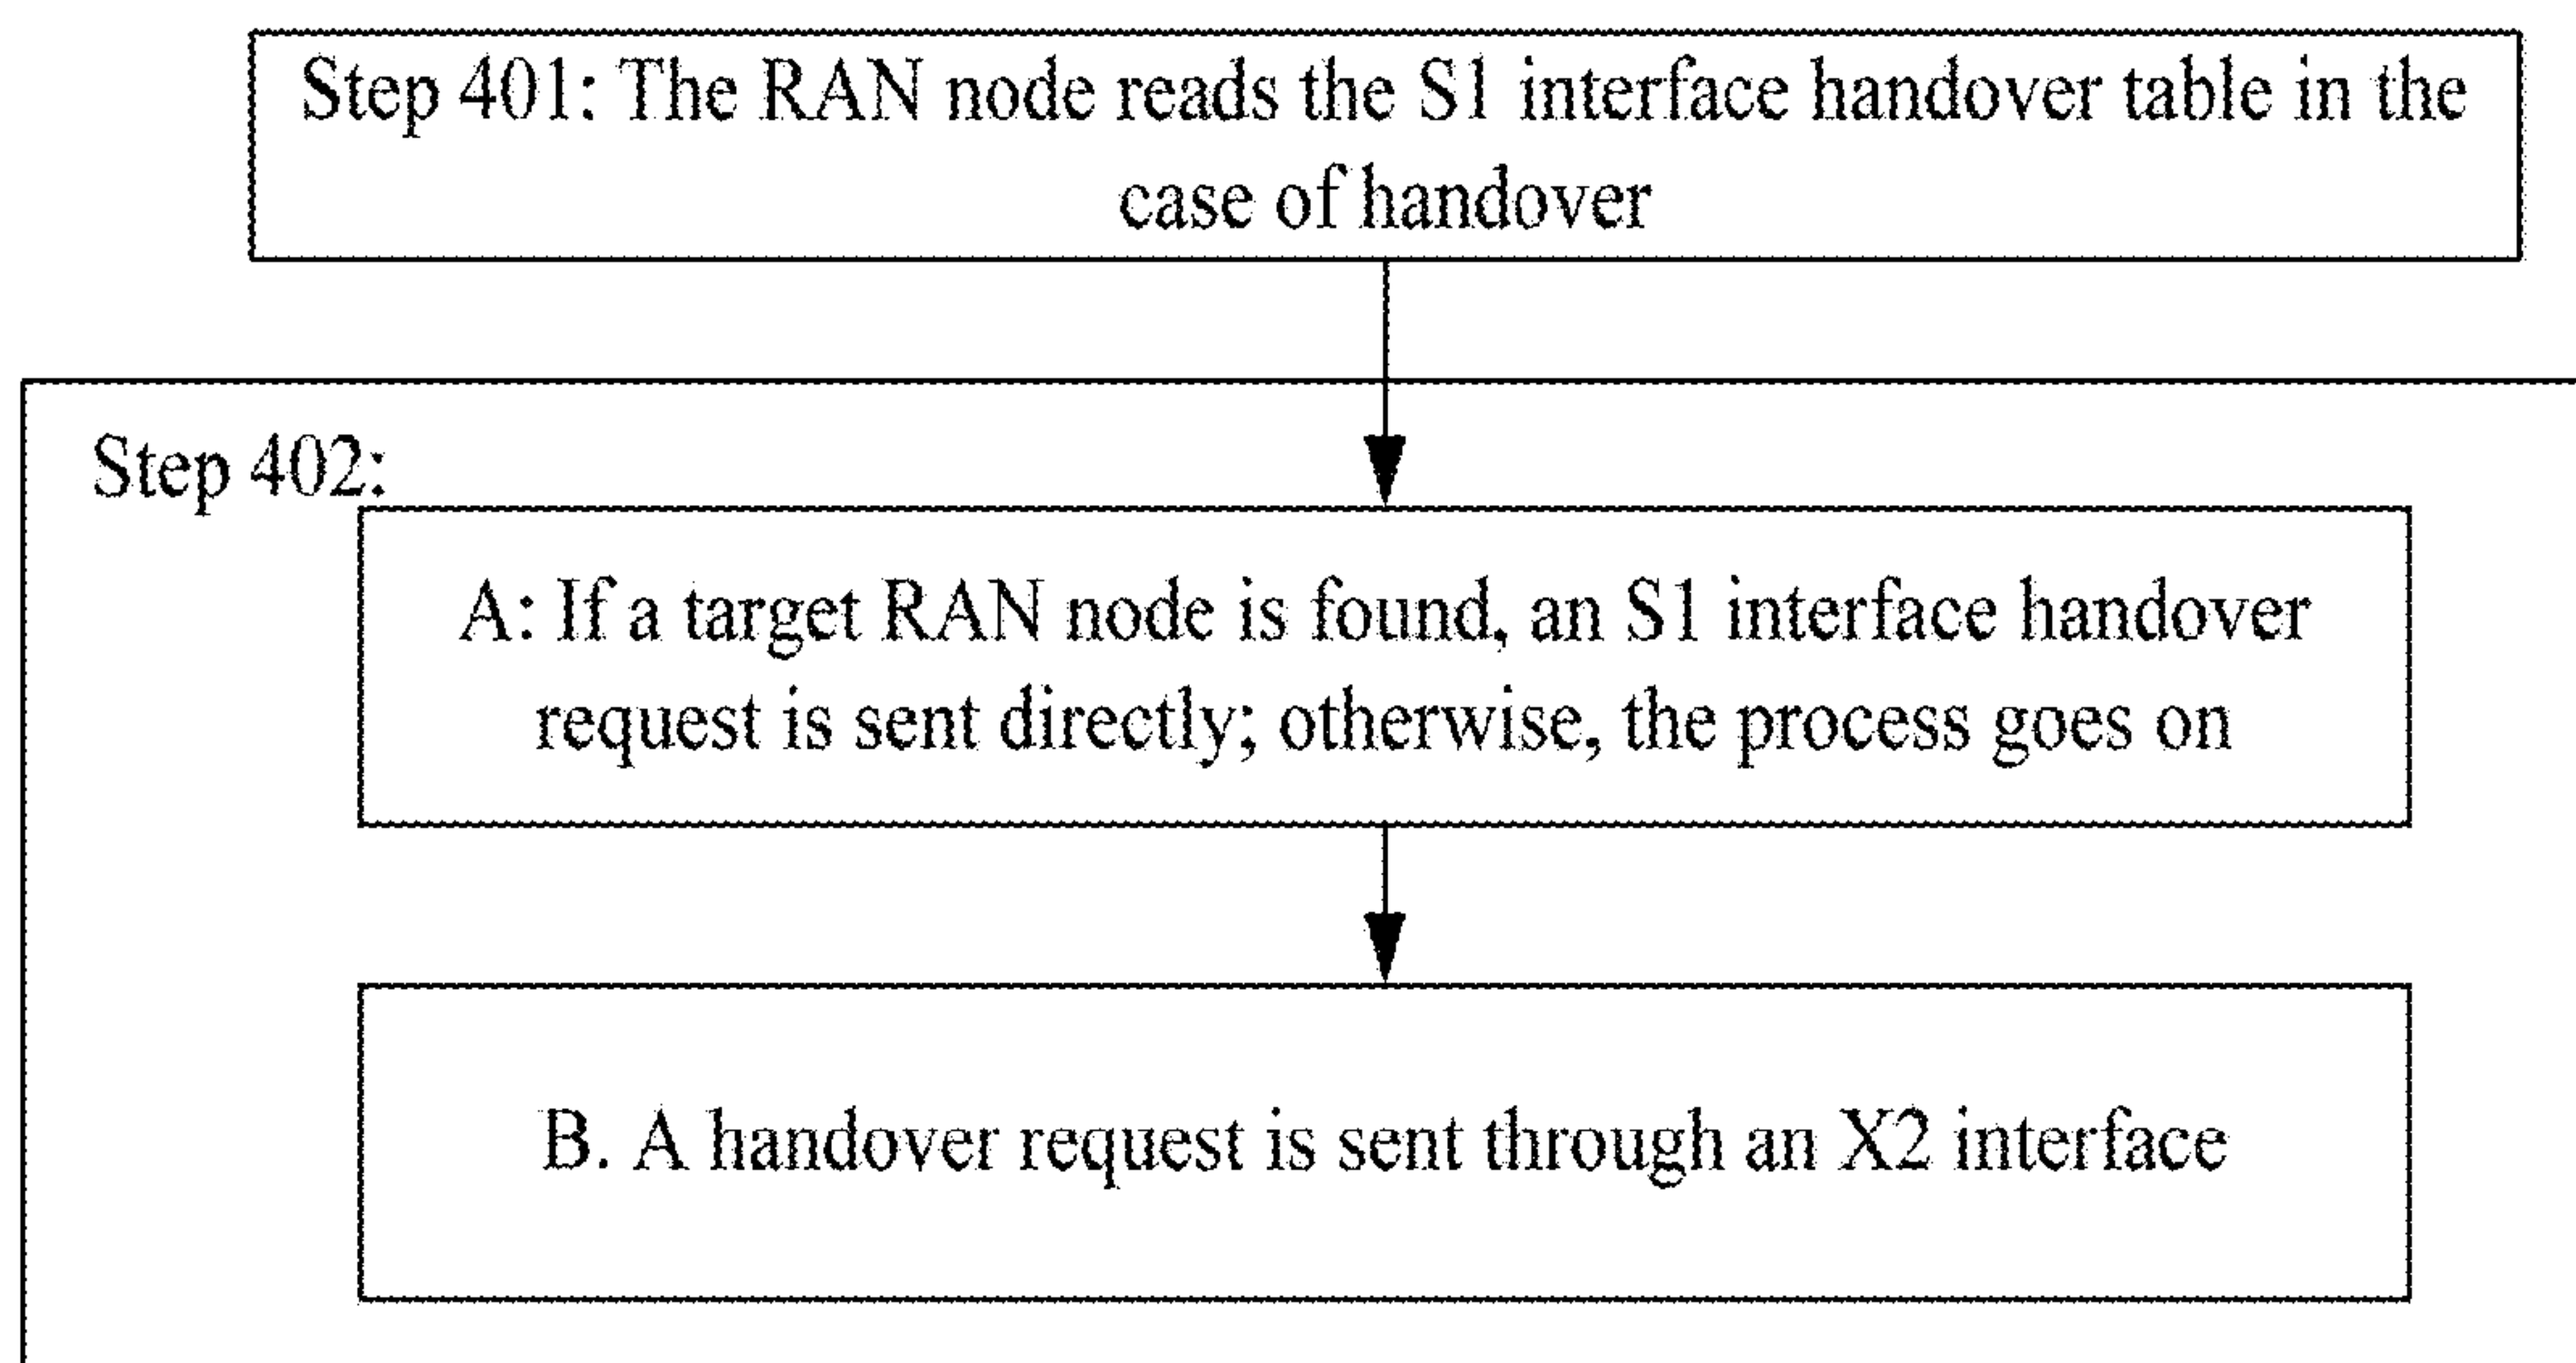 Step 401: The RAN node reads the S1 interface handover table in the
case of handover
Step 402:
A: If a target RAN node is found, an S1 interface handover
request is sent directly; otherwise, the process goes on
B. A handover request is sent through an X2 interface